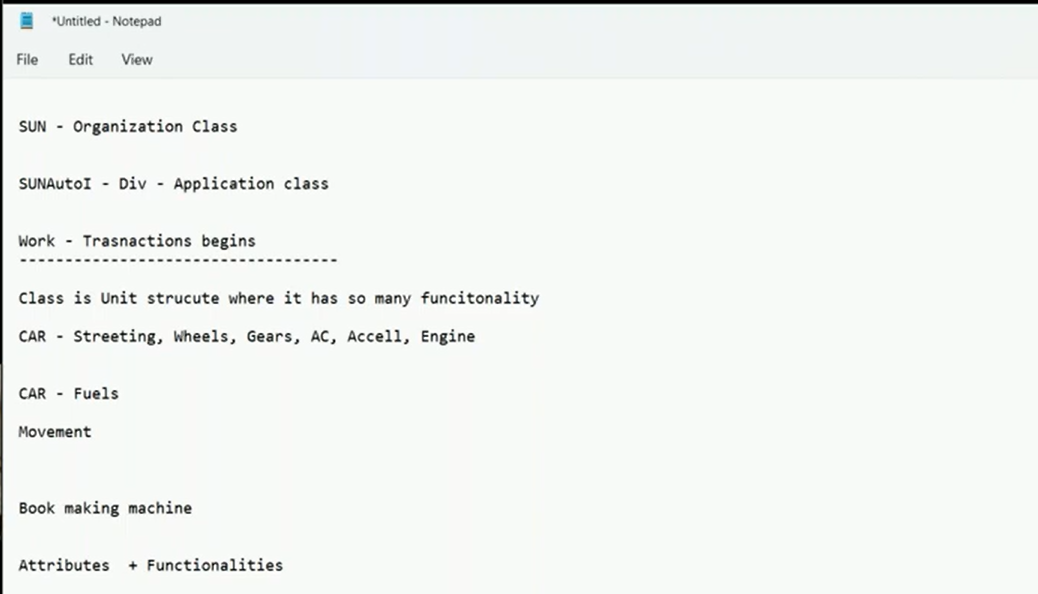 *Untitled - Notepad
File Edit View
SUN - Organization Class
SUNAutoI - Div - Application class
Work - Trasnactions begins
-----------------------------------
Class is Unit strucute where it has so many funcitonality
CAR - Streeting, Wheels, Gears, AC, Accell, Engine
CAR - Fuels
Movement
Book making machine
Attributes  + Functionalities